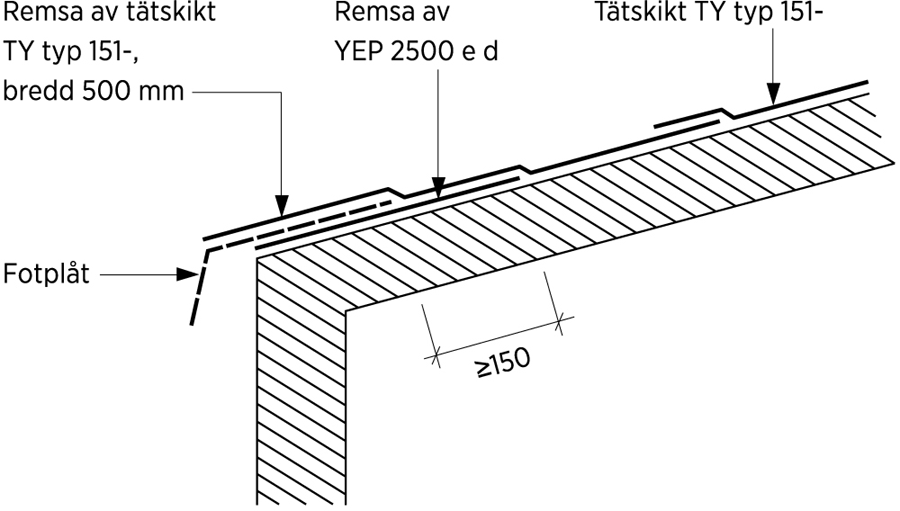 Remsa av tätskikt
TY typ 151-,
bredd 500 mm
Remsa av
YEP 2500 e d
Tätskikt TY typ 151-
Fotplåt
≥150